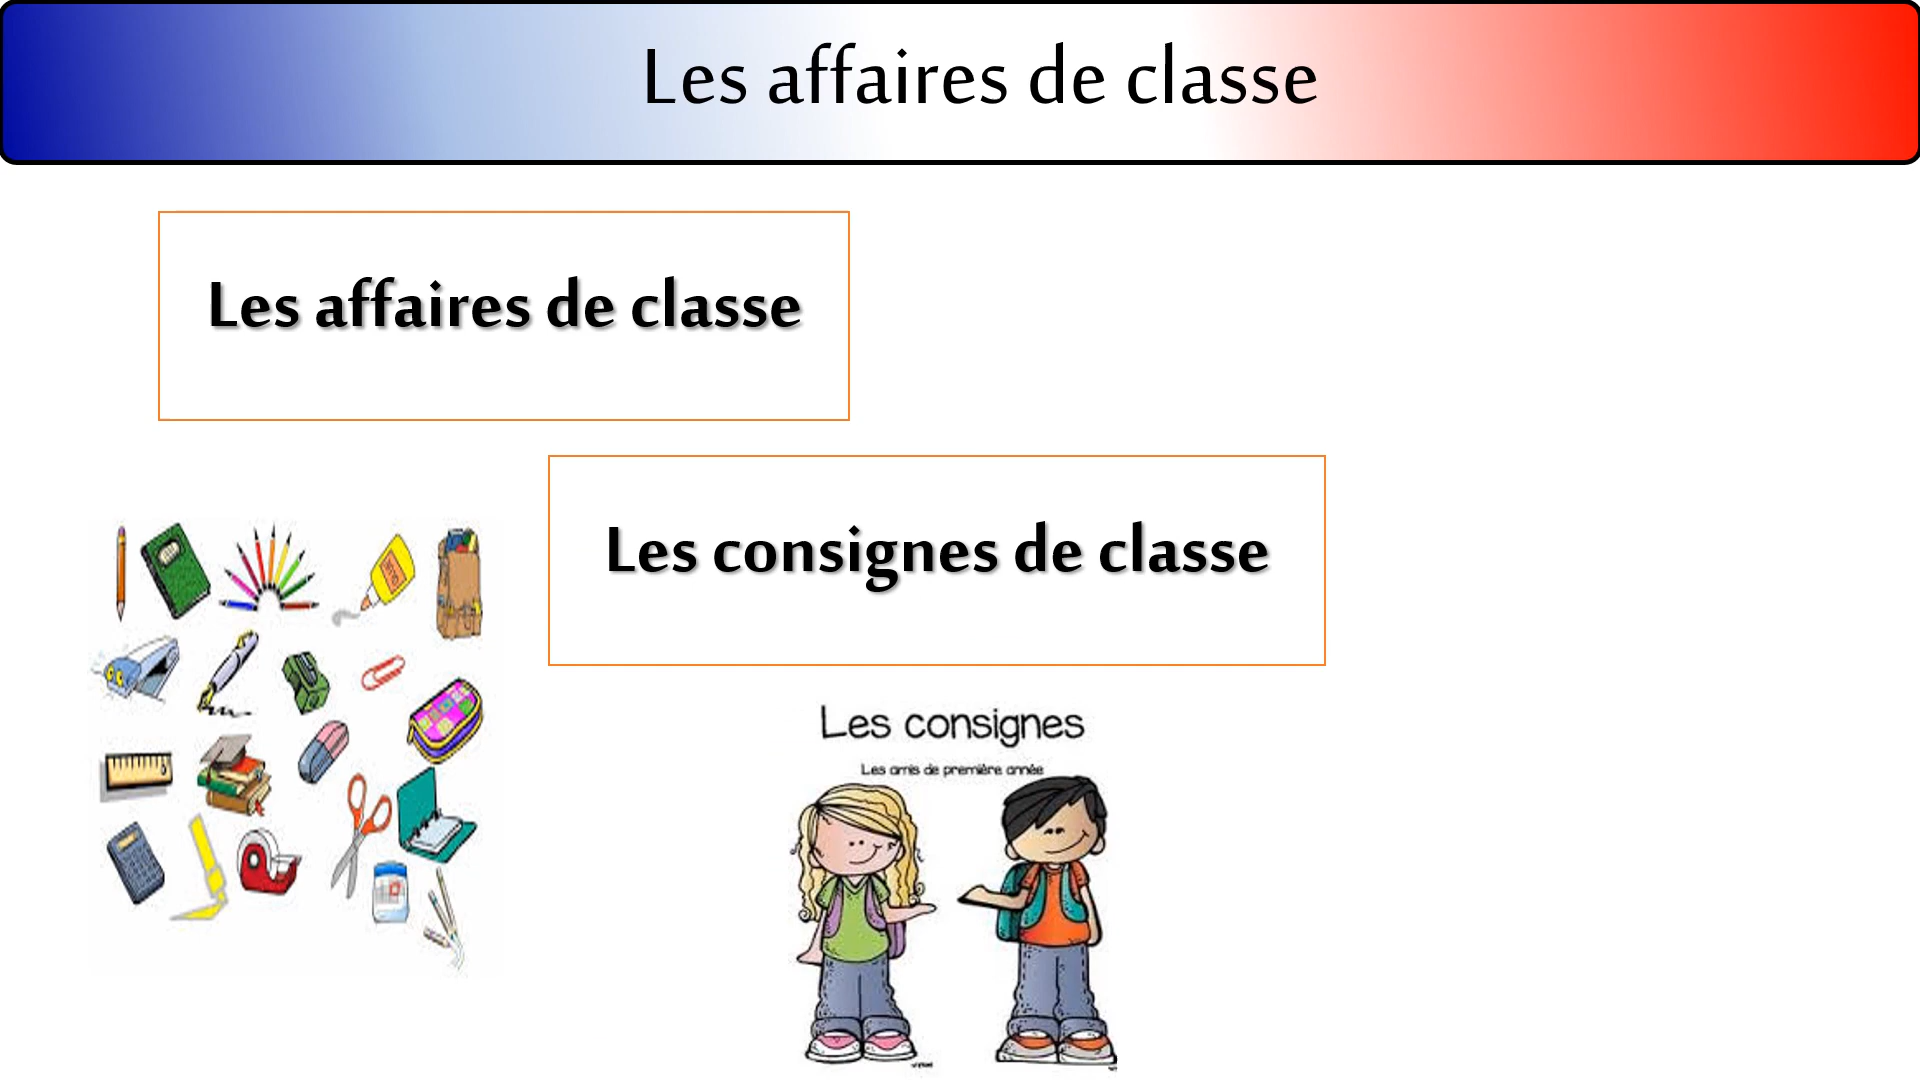 Les affaires de classe
Les affaires de classe
Les consignes de classe
Les consignes
Les amis de première année